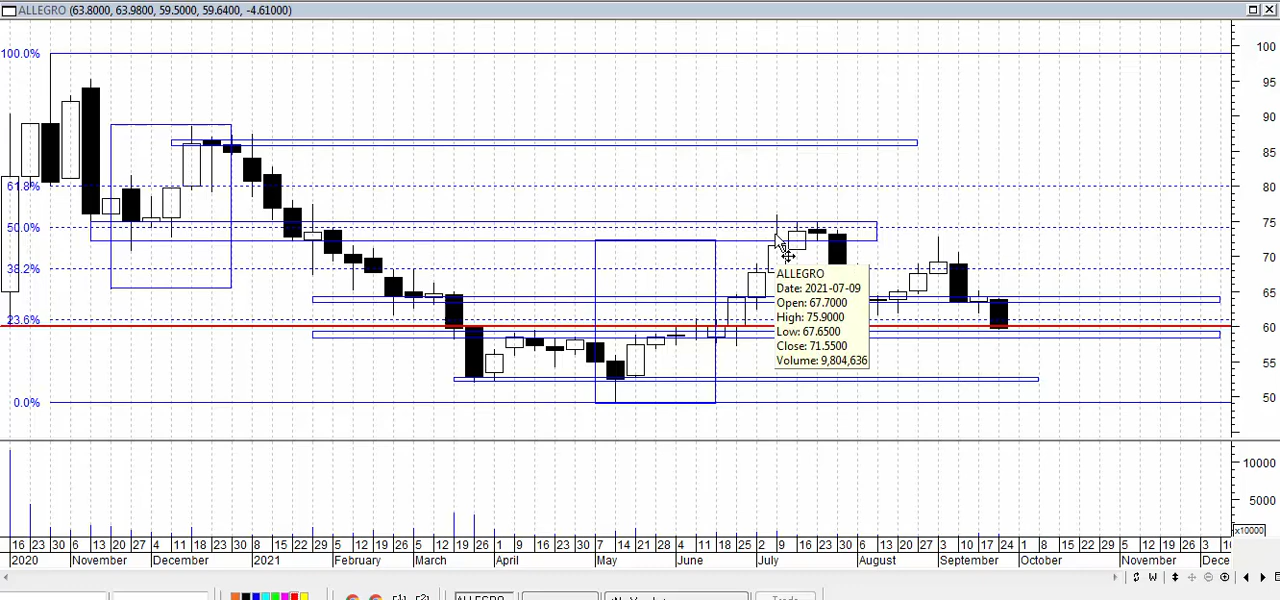 ALLEGRO (63.8000, 63.9800, 59.5000, 59.6400, -4.61000)
100.0%
61.8%
50.0%
38.2%
23.6%
0.0%
100
95
90
85
80
75
70
65
60
55
50
ALLEGRO
Date: 2021-07-09
Open: 67.7000
High: 75.9000
Low: 67.6500
Close: 71.5500
Volume: 9,804,636
10000
5000
x10000
16 23 30 6 13 20 27 4 11 18 23 30 8 15 22 29 5 12 19 26 5 12 19 26 1 9 16 23 30 7 14 21 28 4 11 18 25 2 9 16 23 30 6 13 20 27 3 10 17 24 1 8 15 22 29 5 12 19 26 3
2020 November December 2021 February March April May June July August September October November Dece
W
ALLEGRO